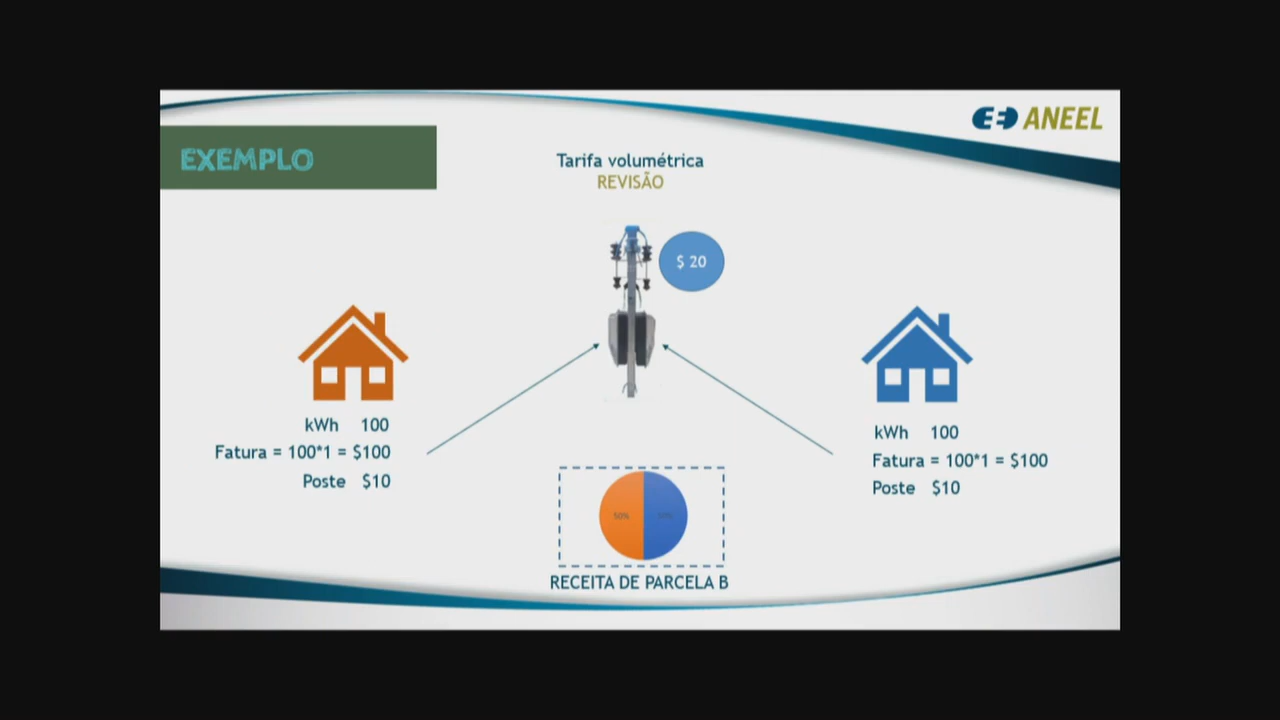 ANEEL
EXEMPLO
Tarifa volumétrica
REVISÃO
$ 20
kWh 100
Fatura = 100*1 = $100
Poste $10
kWh 100
Fatura = 100*1 = $100
Poste $10
50%
RECEITA DE PARCELA B